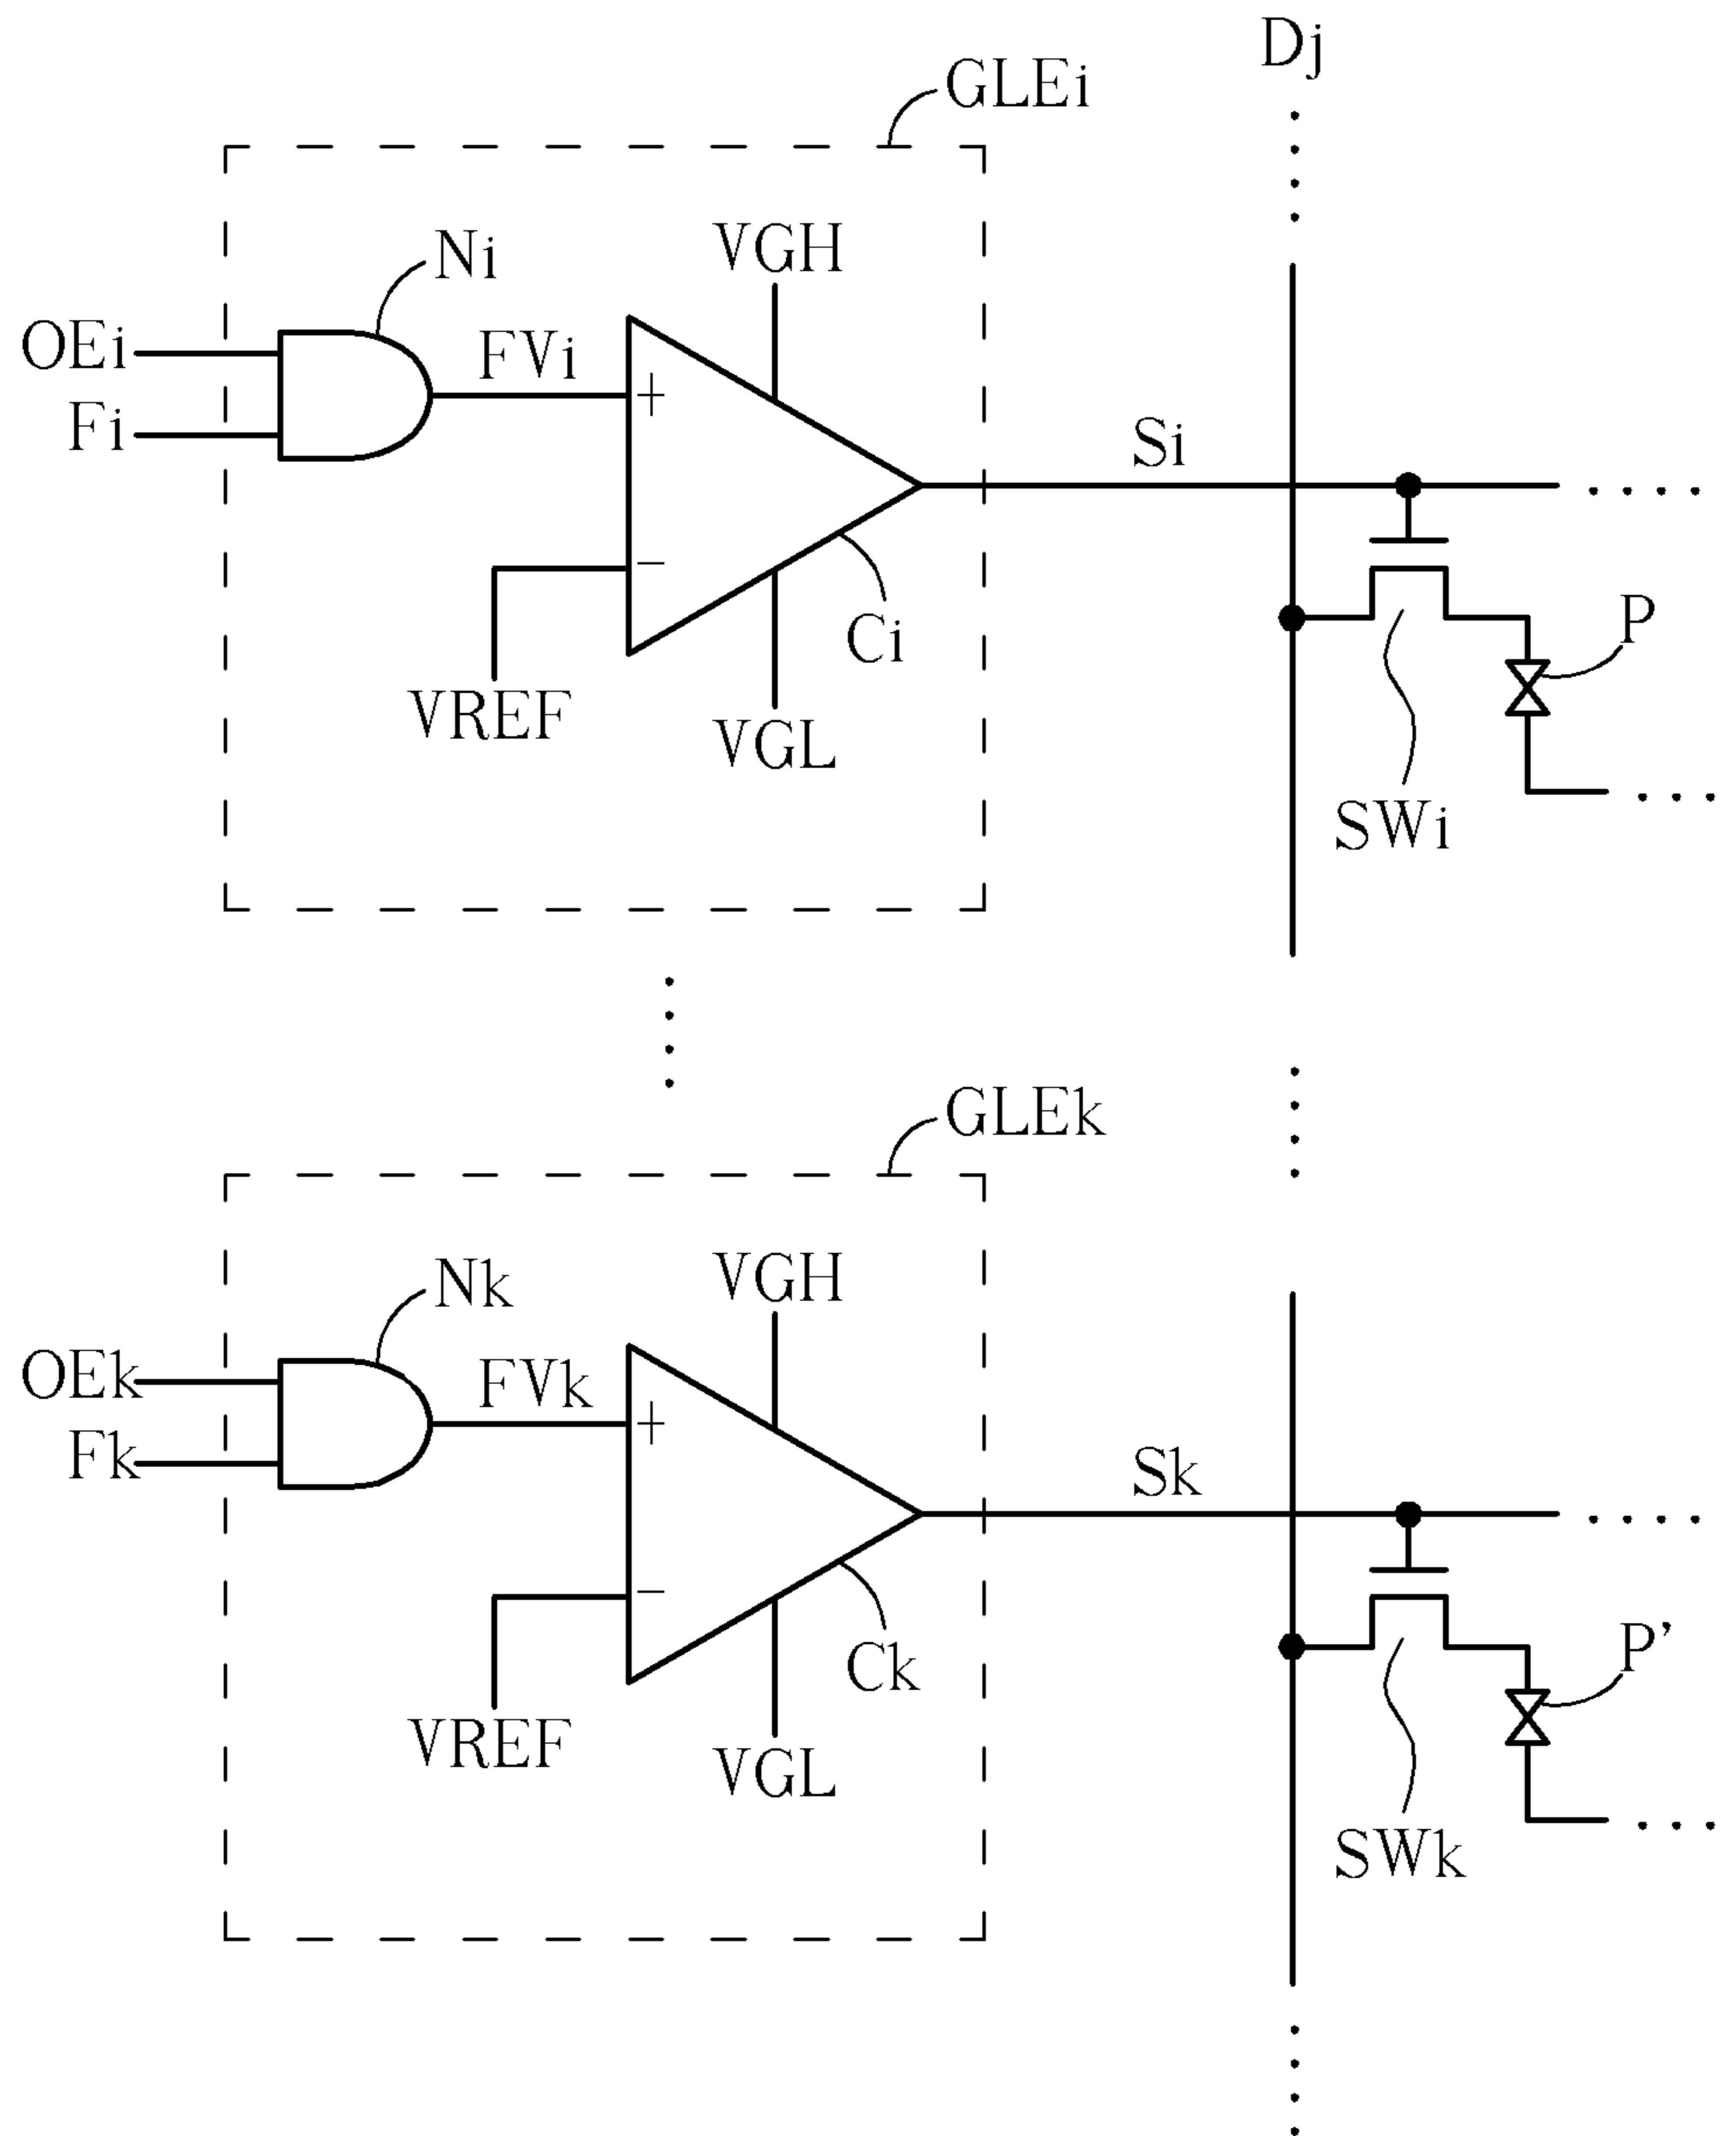 Dj
GLEi
VGH
Ni
OEi
FVi
+
Fi
Si
−
P
Ci
VREF
VGL
SWi
GLEk
VGH
Nk
OEk
FVk
+
Fk
Sk
−
P'
Ck
VREF
VGL
SWk